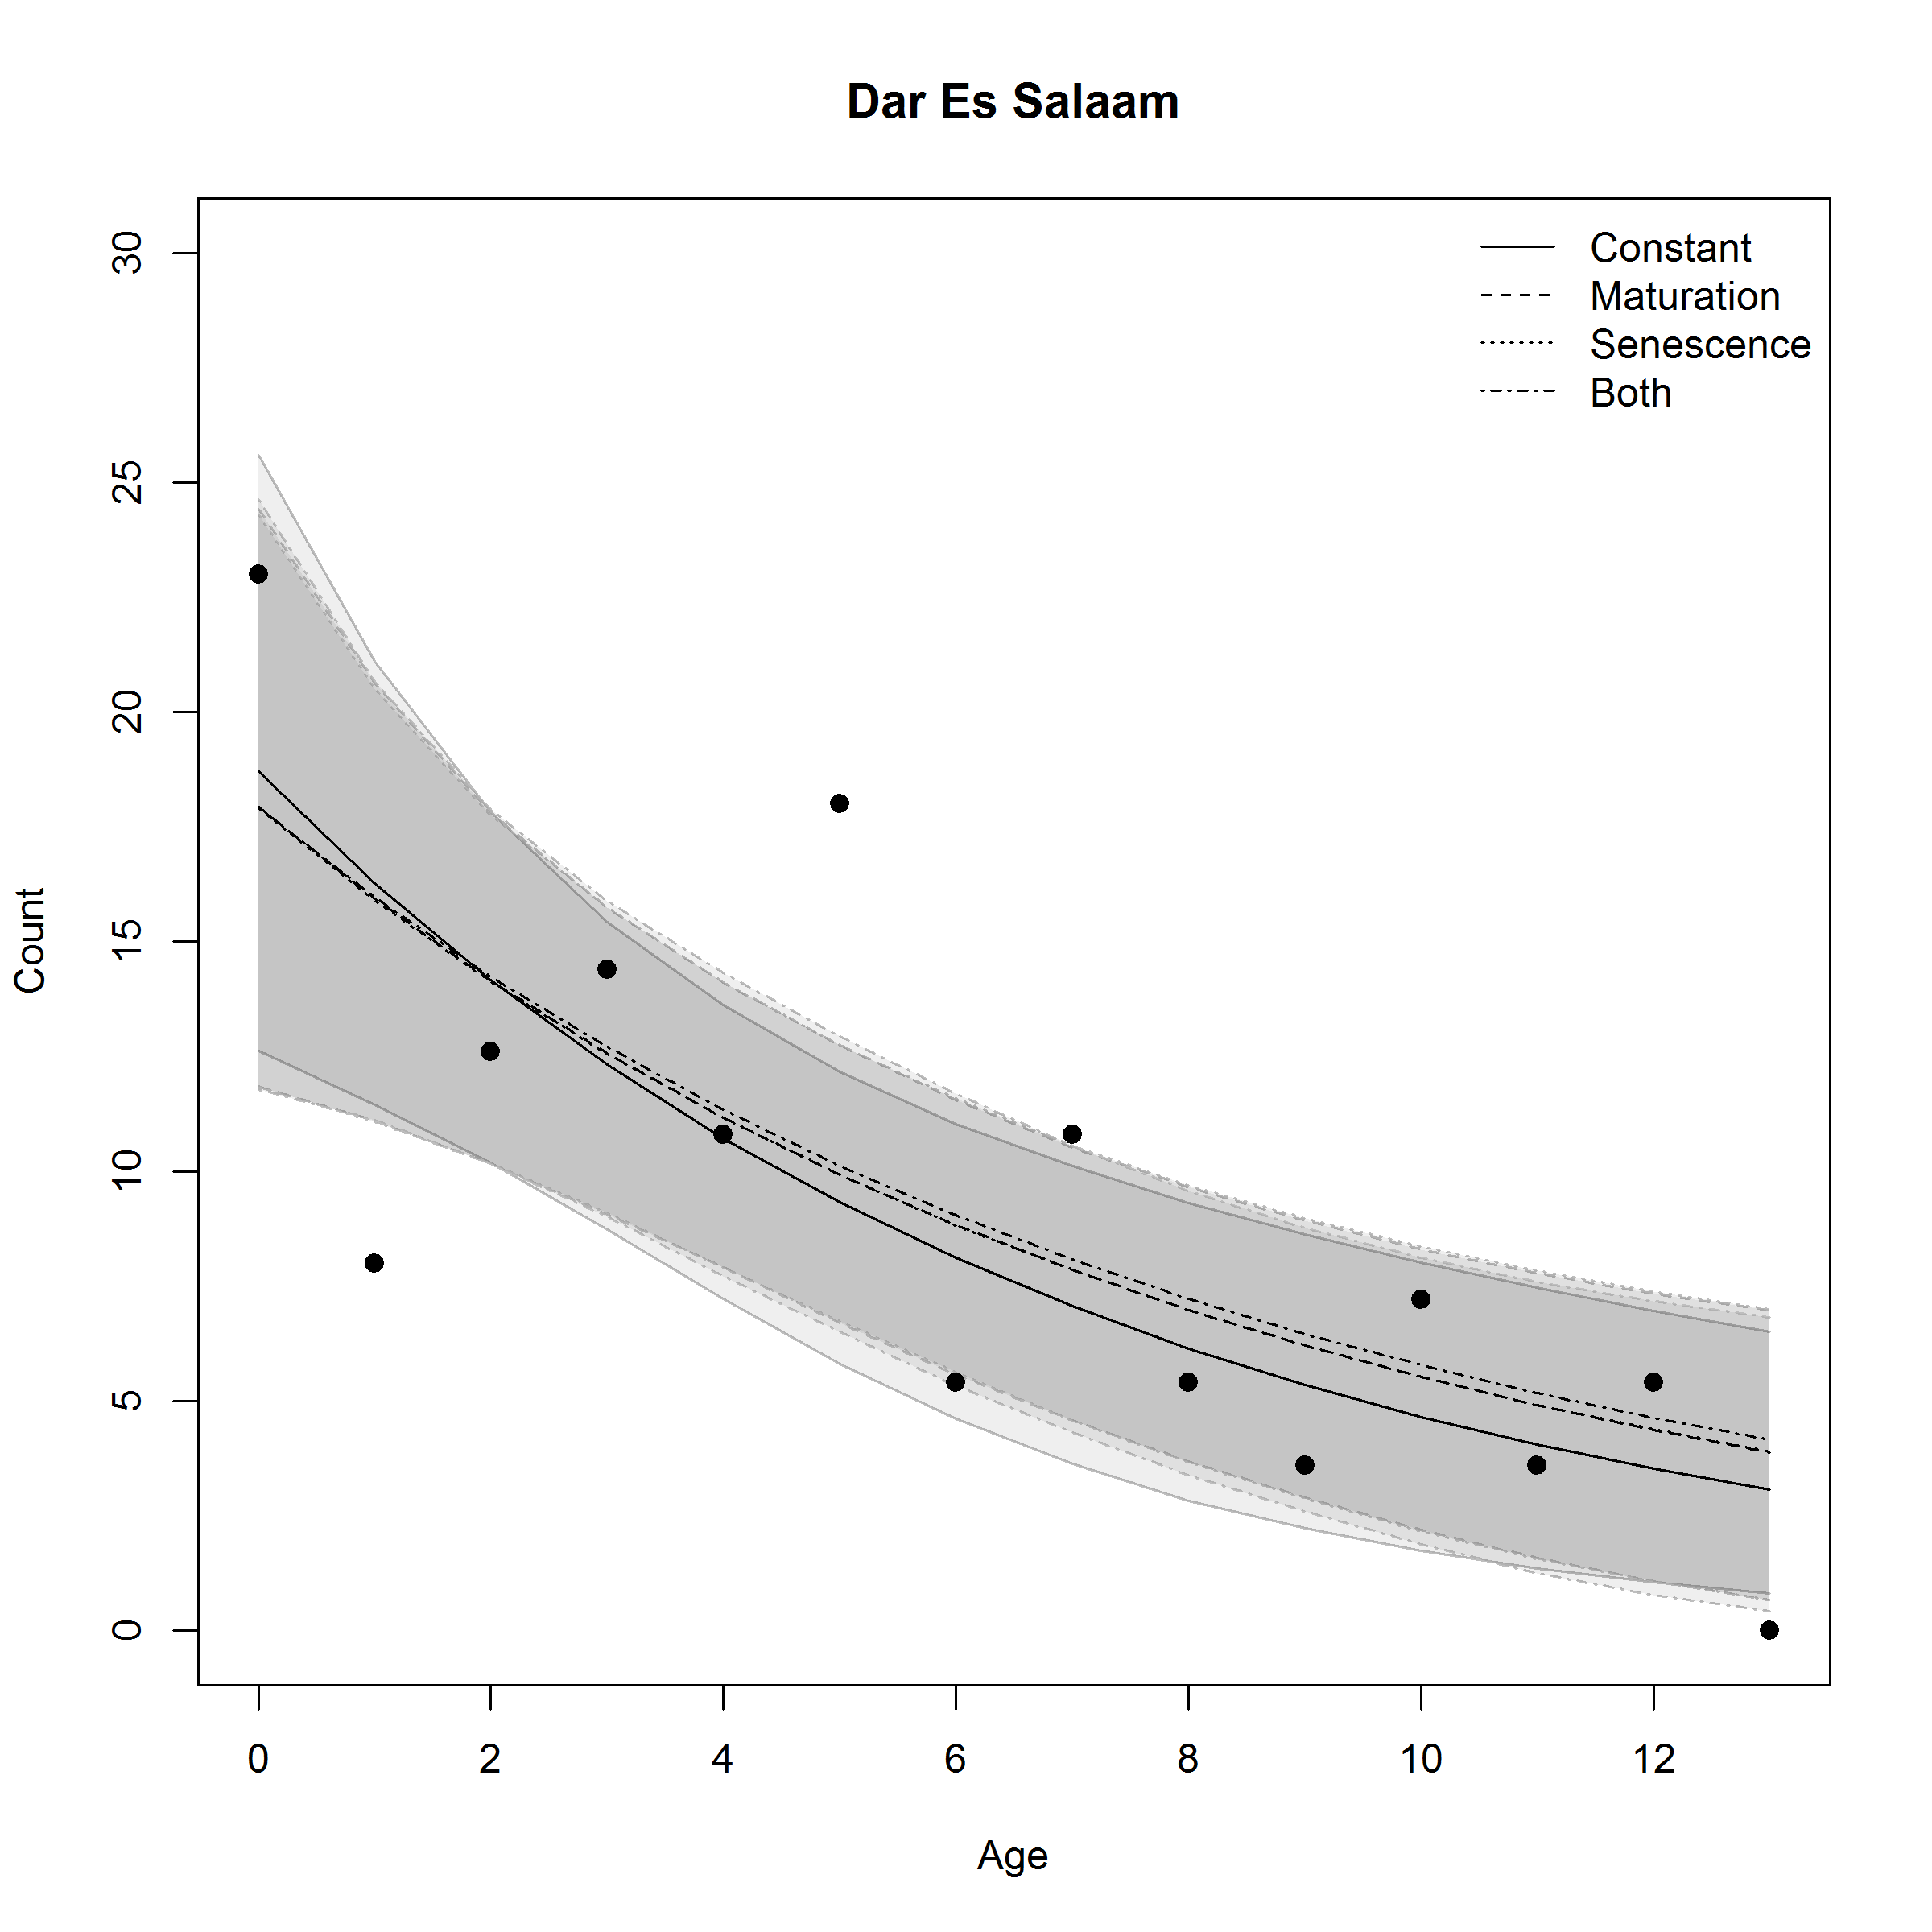 Dar Es Salaam
Constant
Maturation
Senescence
Both
30
25
20
15
10
5
0
Count
0 2 4 6 8 10 12
Age